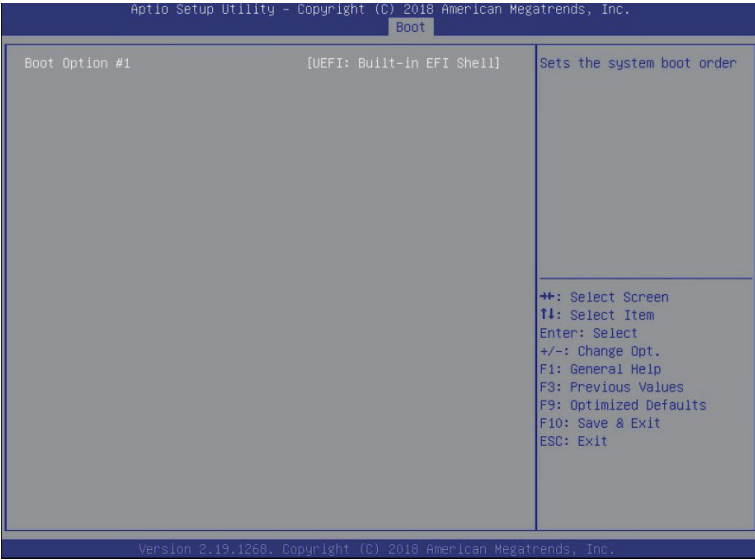 Aptio Setup Utility – Copyright (C) 2018 American Megatrends, Inc.
Boot
Boot Option #1 [UEFI: Built-in EFI Shell]
Sets the system boot order
→←: Select Screen
↑↓: Select Item
Enter: Select
+/-: Change Opt.
F1: General Help
F3: Previous Values
F9: Optimized Defaults
F10: Save & Exit
ESC: Exit
Version 2.19.1268. Copyright (C) 2018 American Megatrends, Inc.